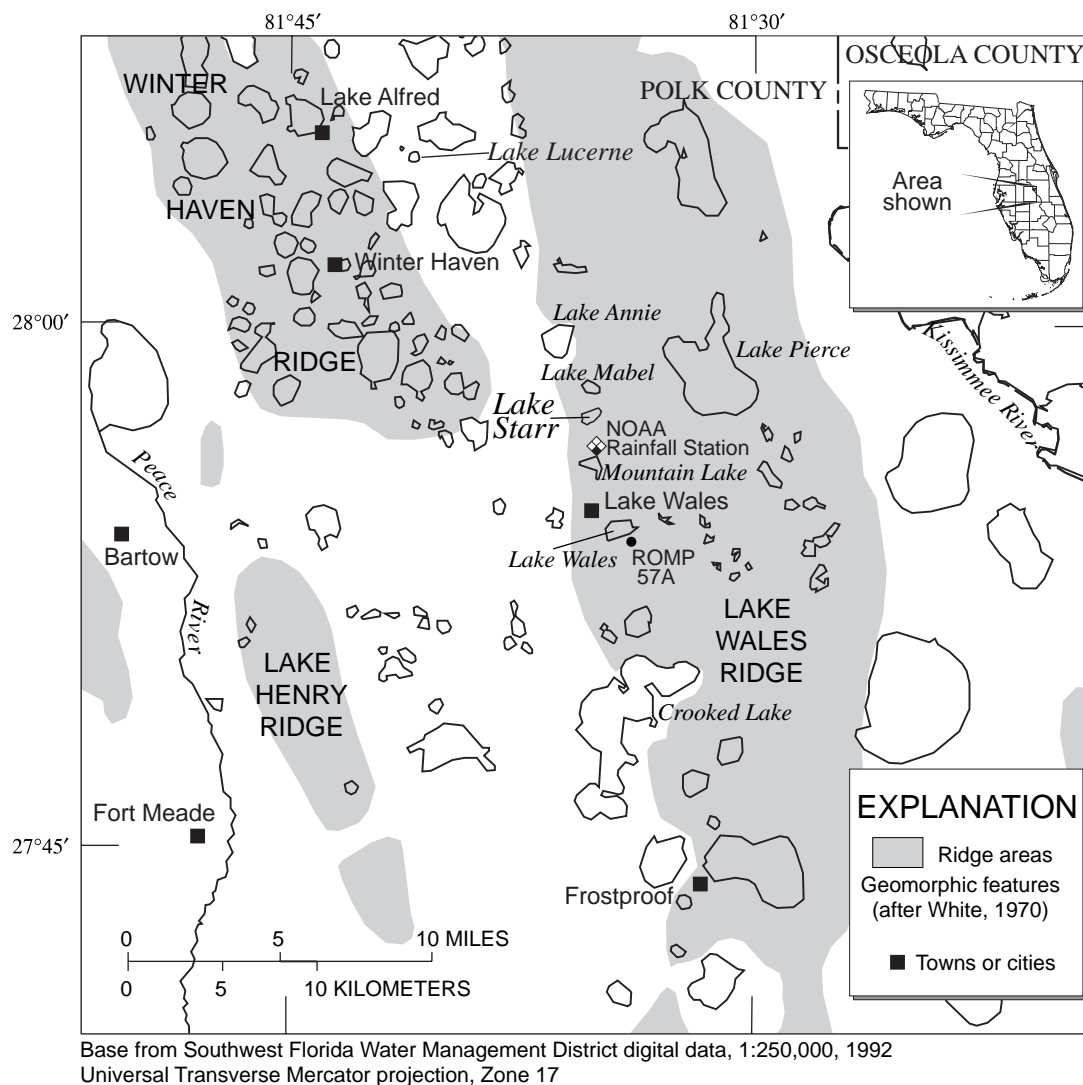 81°45′
81°30′
OSCEOLA COUNTY
WINTER
POLK COUNTY
Lake Alfred
Lake Lucerne
Area
shown
HAVEN
Winter Haven
28°00′
Lake Annie
Kissimmee River
RIDGE
Lake Pierce
Lake Mabel
Lake
Starr
NOAA
Rainfall Station
Mountain Lake
Peace
River
Lake Wales
Bartow
Lake Wales
ROMP
57A
LAKE
WALES
RIDGE
LAKE
HENRY
RIDGE
Crooked Lake
Fort Meade
27°45′
Frostproof
EXPLANATION
Ridge areas
Geomorphic features
(after White, 1970)
Towns or cities
0 5 10 MILES
0 5 10 KILOMETERS
Base from Southwest Florida Water Management District digital data, 1:250,000, 1992
Universal Transverse Mercator projection, Zone 17